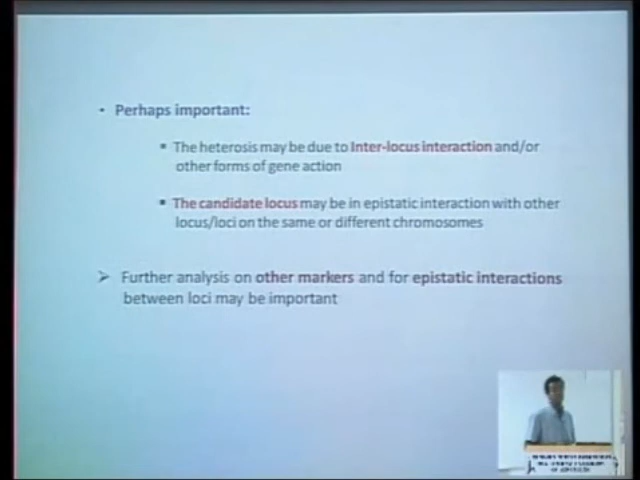 • Perhaps important:
▪ The heterosis may be due to Inter-locus interaction and/or
other forms of gene action
▪ The candidate locus may be in epistatic interaction with other
locus/loci on the same or different chromosomes
➤ Further analysis on other markers and for epistatic interactions
between loci may be important